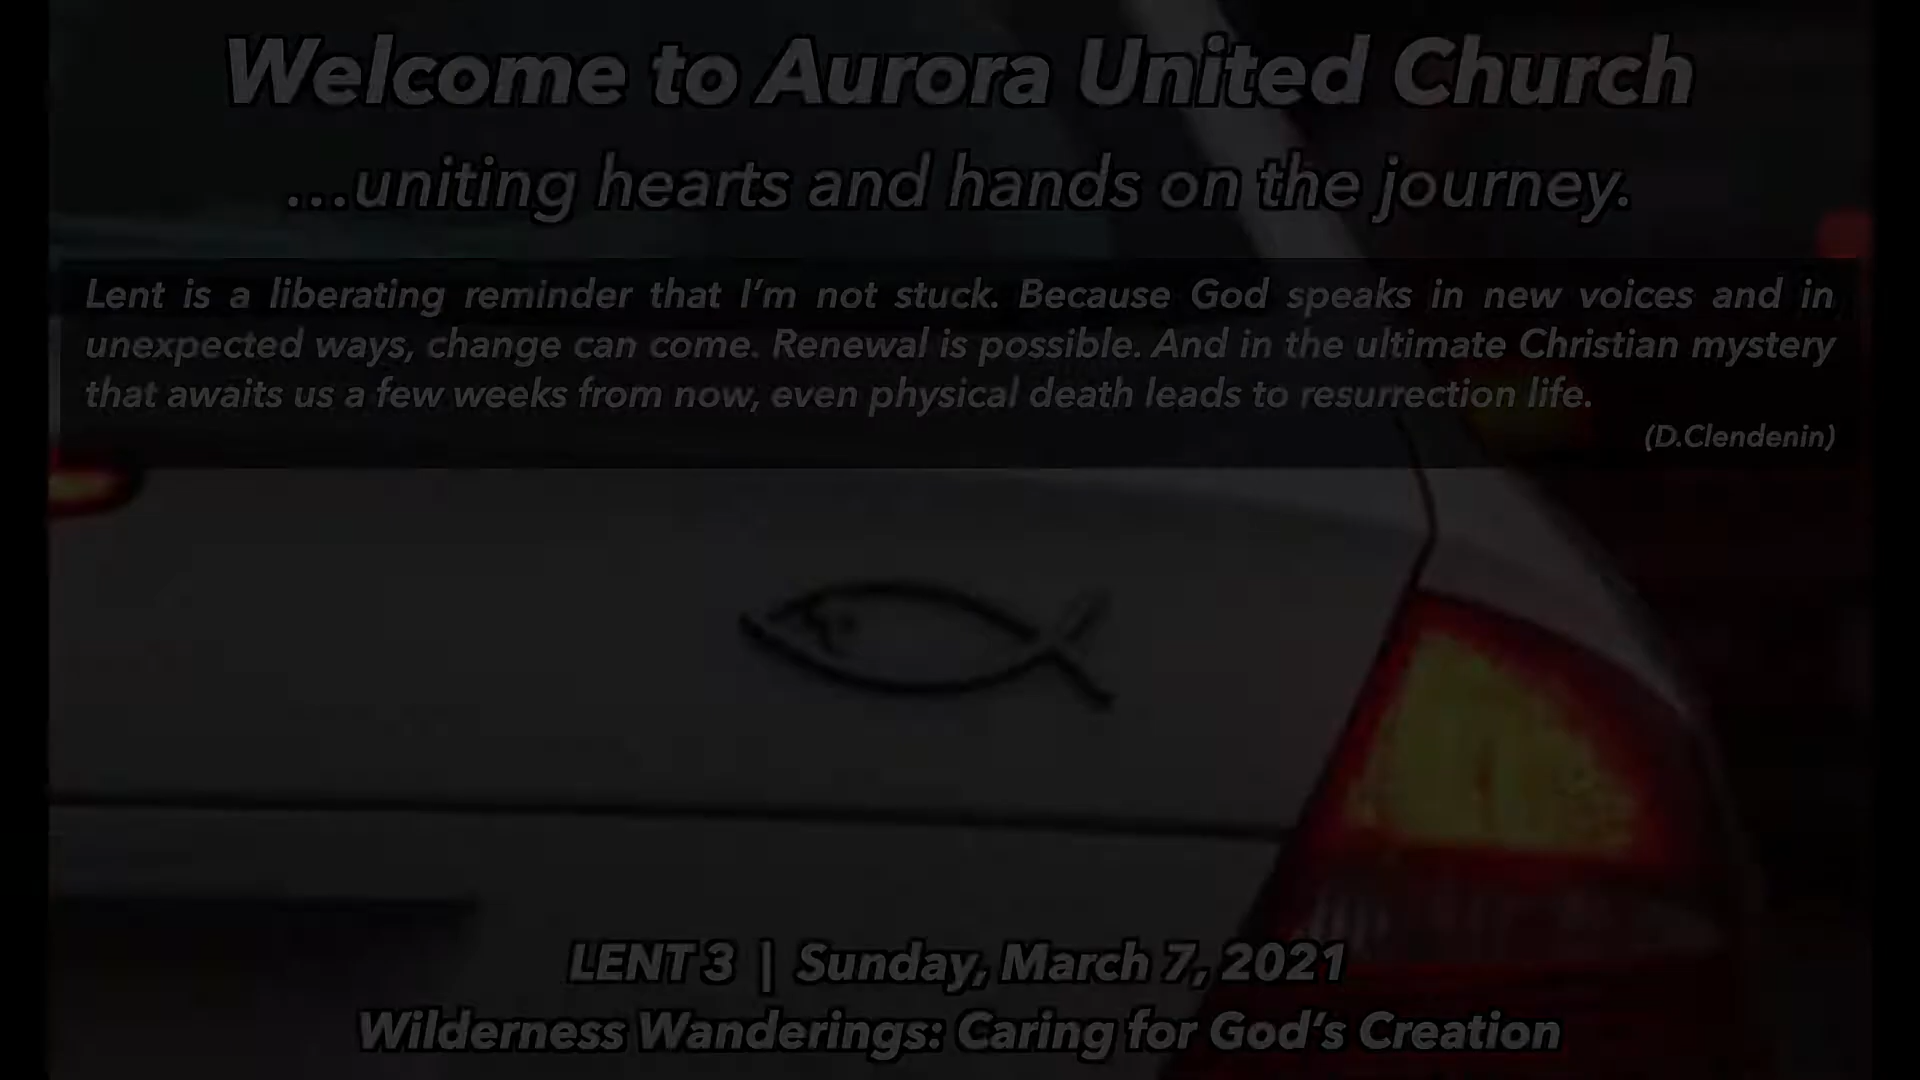 Welcome to Aurora United Church
...uniting hearts and hands on the journey.
Lent is a liberating reminder that I'm not stuck. Because God speaks in new voices and in
unexpected ways, change can come. Renewal is possible. And in the ultimate Christian mystery
that awaits us a few weeks from now, even physical death leads to resurrection life.
(D.Clendenin)
LENT 3 | Sunday, March 7, 2021
Wilderness Wanderings: Caring for God's Creation